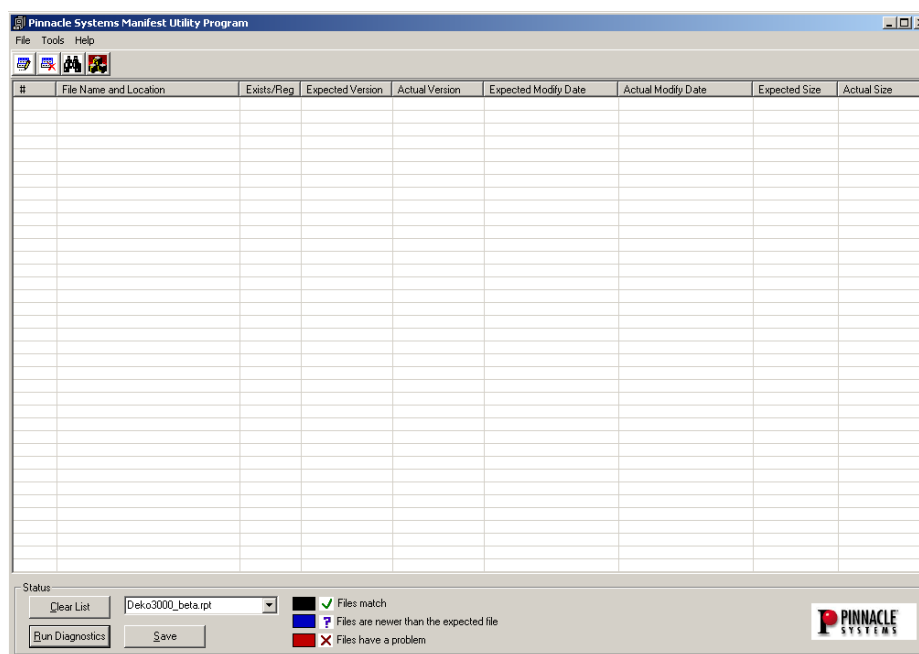 Pinnacle Systems Manifest Utility Program
File Tools Help
# File Name and Location Exists/Reg Expected Version Actual Version Expected Modify Date Actual Modify Date Expected Size Actual Size
Status
Clear List Deko3000_beta.rpt Files match
Files are newer than the expected file
Run Diagnostics Save Files have a problem
PINNACLE
SYSTEMS